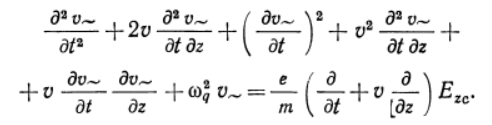 ∂² v~/∂t² + 2v ∂² v~/∂t ∂z + (∂v~/∂t)² + v² ∂² v~/∂t ∂z +
+ v ∂v~/∂t ∂v~/∂z + ω_q² v~ = e/m (∂/∂t + v ∂/[∂z) E_zc.